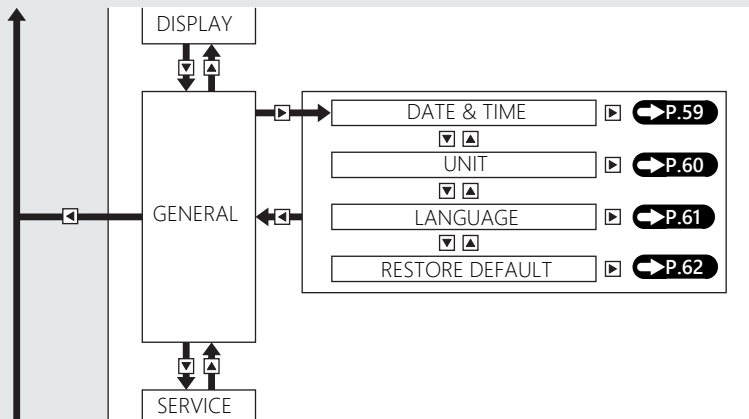 DISPLAY
DATE & TIME P.59
UNIT P.60
GENERAL
LANGUAGE P.61
RESTORE DEFAULT P.62
SERVICE